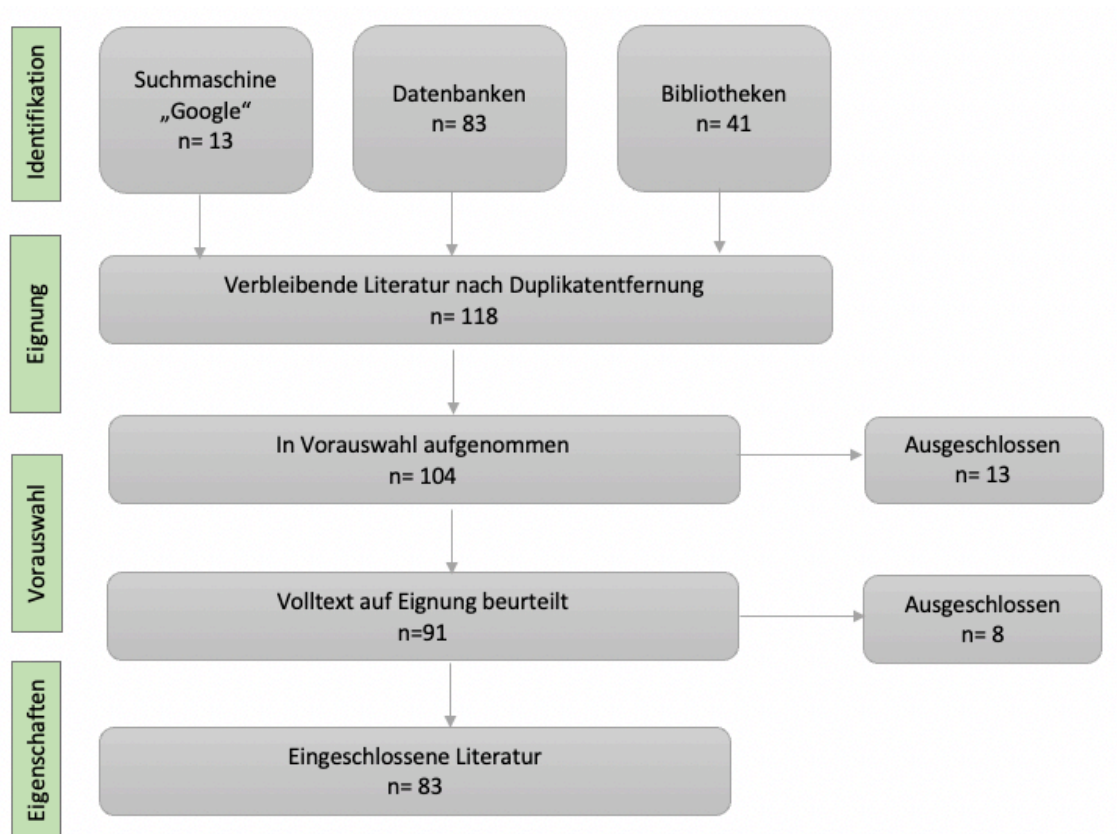 Identifikation
Suchmaschine
„Google“
n= 13
Datenbanken
n= 83
Bibliotheken
n= 41
Eignung
Verbleibende Literatur nach Duplikatentfernung
n= 118
In Vorauswahl aufgenommen
n= 104
Ausgeschlossen
n= 13
Vorauswahl
Volltext auf Eignung beurteilt
n=91
Ausgeschlossen
n= 8
Eigenschaften
Eingeschlossene Literatur
n= 83